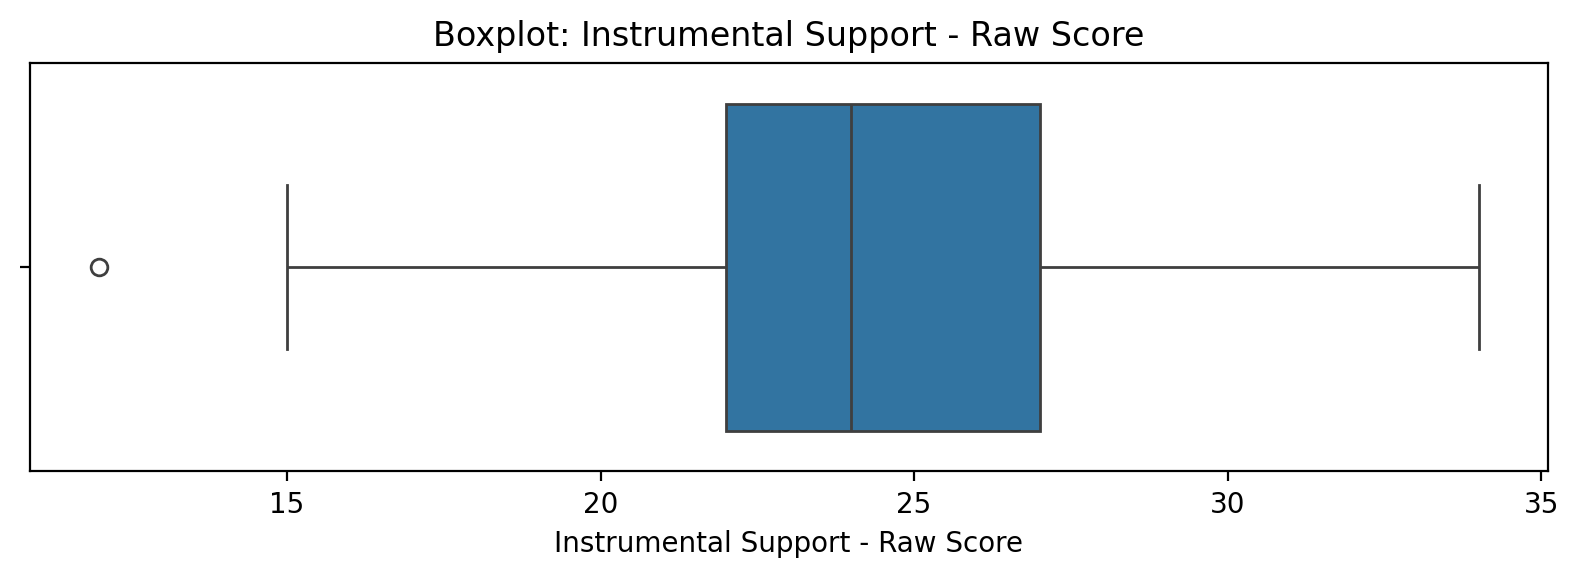 Boxplot: Instrumental Support - Raw Score
15 20 25 30 35
Instrumental Support - Raw Score